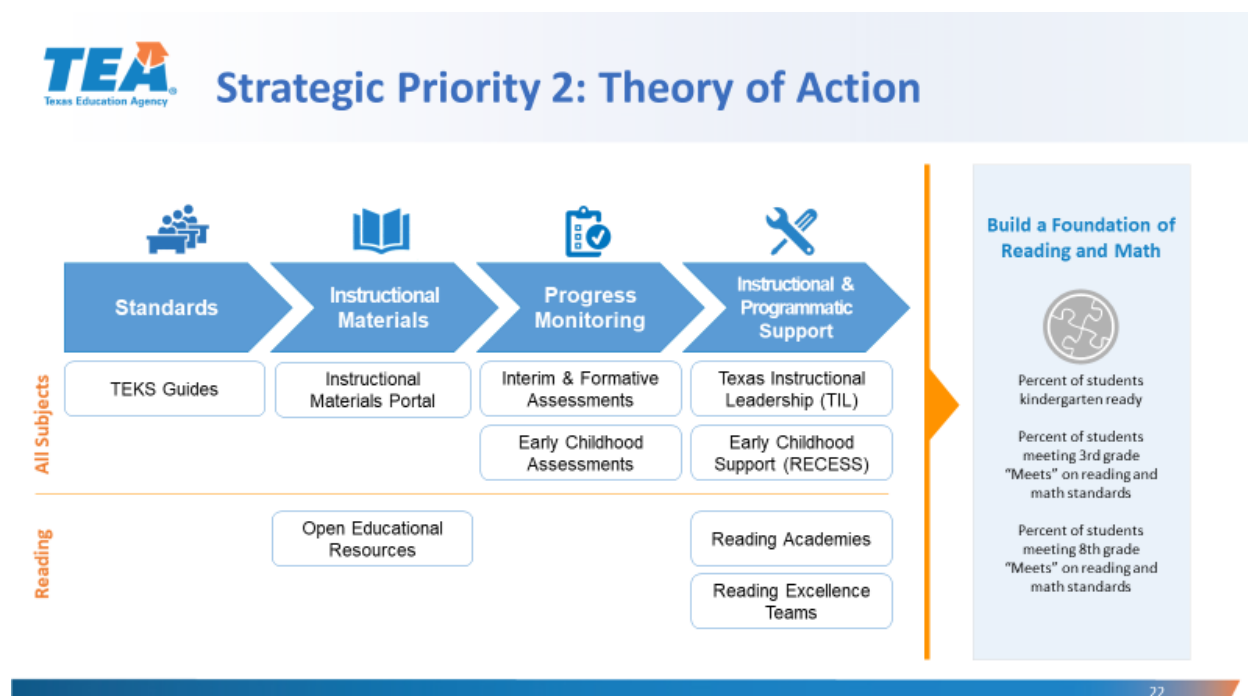 TEA
Texas Education Agency
®
Strategic Priority 2: Theory of Action
Standards
Instructional
Materials
Progress
Monitoring
Instructional &
Programmatic
Support
All Subjects
TEKS Guides
Instructional
Materials Portal
Interim & Formative
Assessments
Texas Instructional
Leadership (TIL)
Early Childhood
Assessments
Early Childhood
Support (RECESS)
Reading
Open Educational
Resources
Reading Academies
Reading Excellence
Teams
Build a Foundation of
Reading and Math
Percent of students
kindergarten ready
Percent of students
meeting 3rd grade
“Meets” on reading and
math standards
Percent of students
meeting 8th grade
“Meets” on reading and
math standards
22